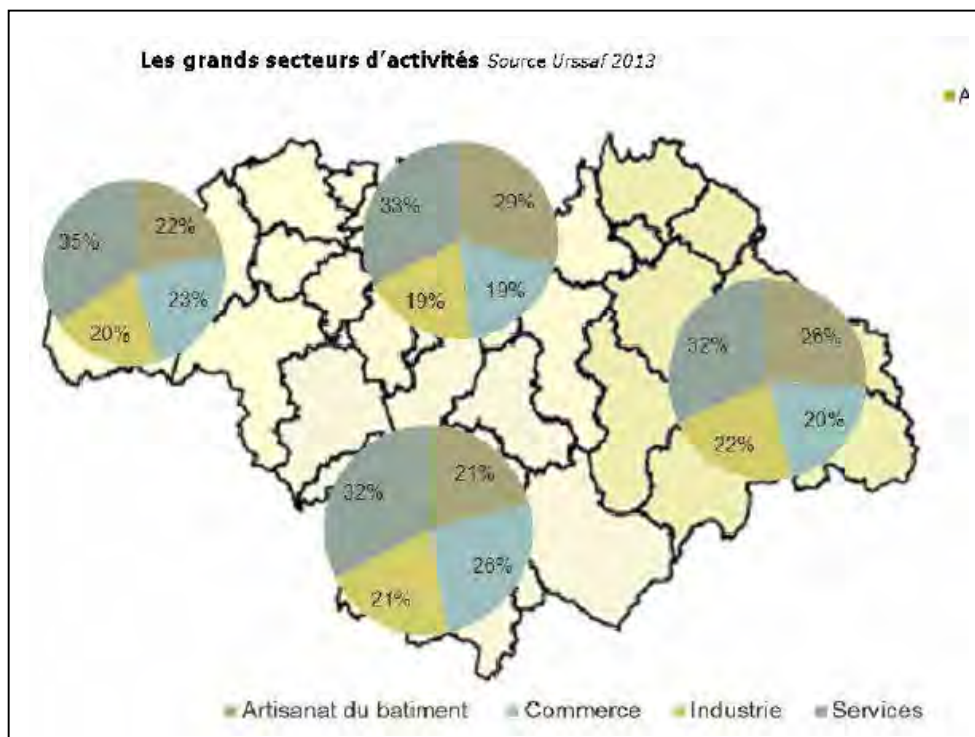 Les grands secteurs d'activités Source Urssaf 2013
A
33% 29%
35% 22%
19% 19%
20% 23%
32% 26%
22% 20%
32% 21%
21% 26%
Artisanat du batiment Commerce Industrie Services